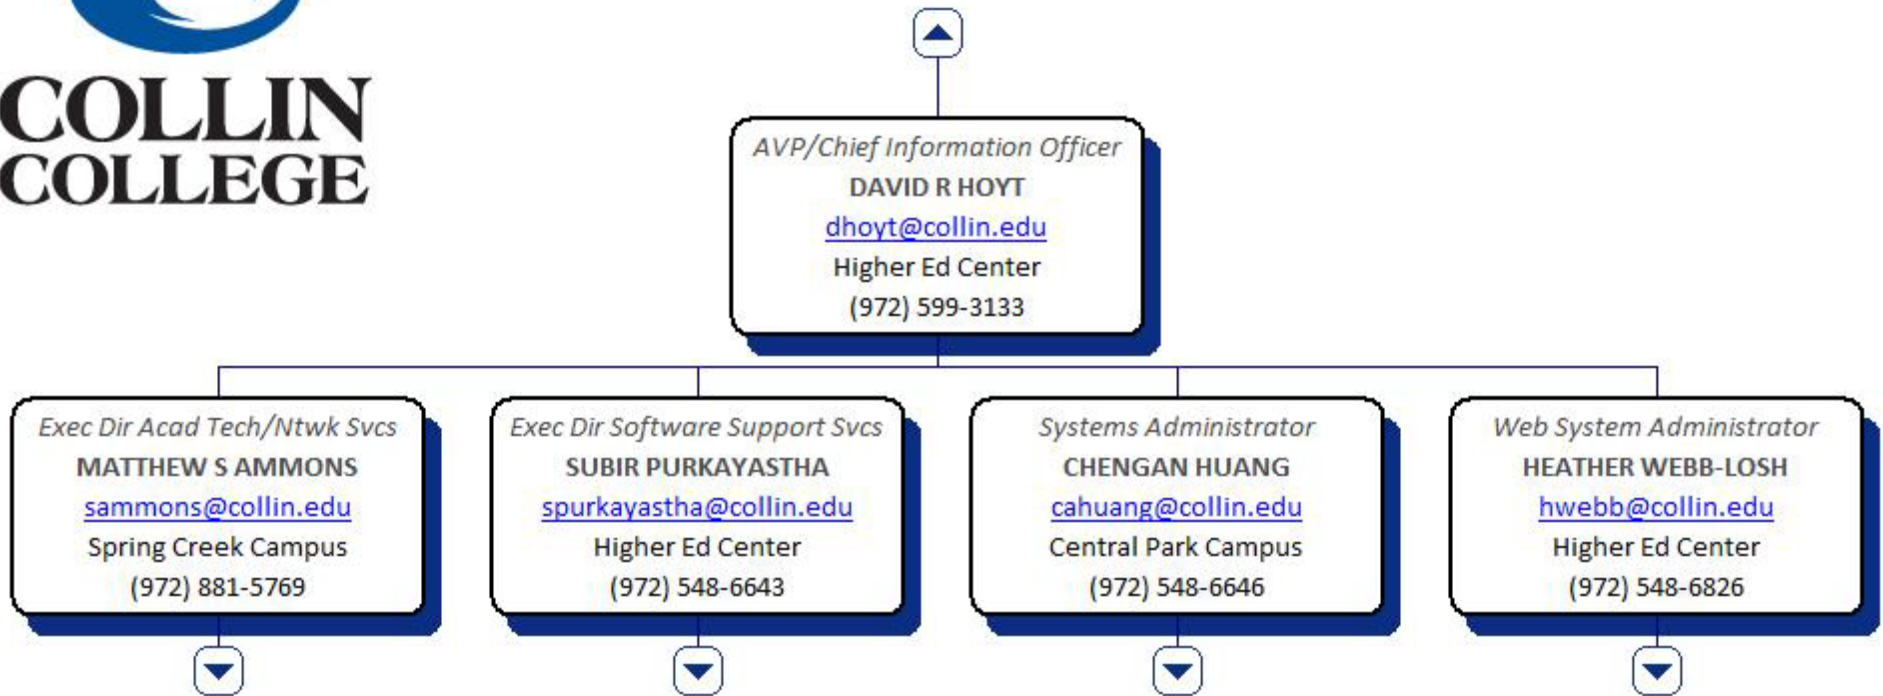 COLLIN
COLLEGE
AVP/Chief Information Officer
DAVID R HOYT
dhoyt@collin.edu
Higher Ed Center
(972) 599-3133
Exec Dir Acad Tech/Ntwk Svcs
MATTHEW S AMMONS
sammons@collin.edu
Spring Creek Campus
(972) 881-5769
Exec Dir Software Support Svcs
SUBIR PURKAYASTHA
spurkayastha@collin.edu
Higher Ed Center
(972) 548-6643
Systems Administrator
CHENGAN HUANG
cahuang@collin.edu
Central Park Campus
(972) 548-6646
Web System Administrator
HEATHER WEBB-LOSH
hwebb@collin.edu
Higher Ed Center
(972) 548-6826